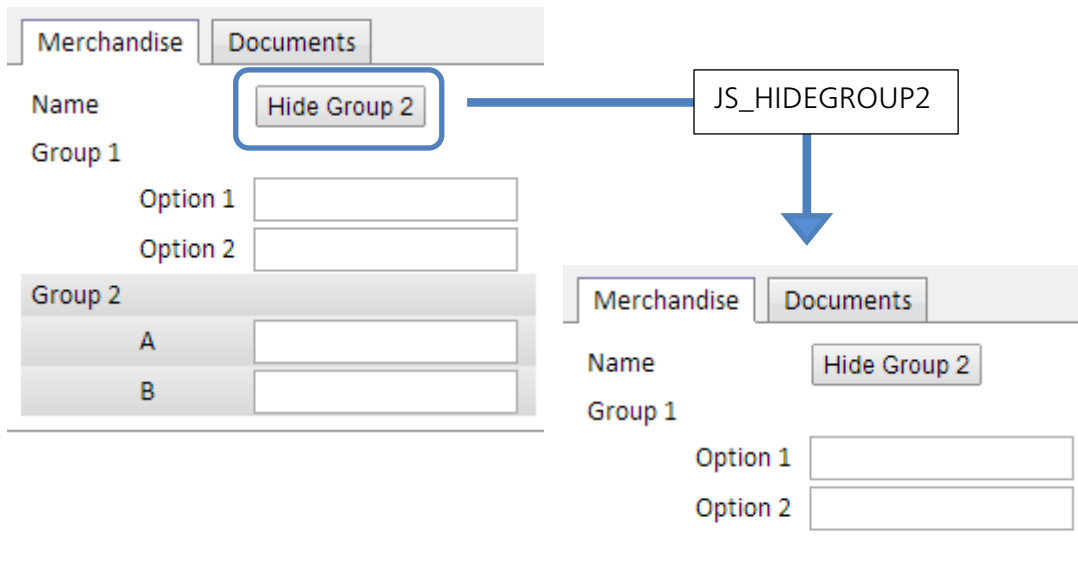 Merchandise Documents
Name Hide Group 2
Group 1
Option 1
Option 2
Group 2
A
B
JS_HIDEGROUP2
Merchandise Documents
Name Hide Group 2
Group 1
Option 1
Option 2